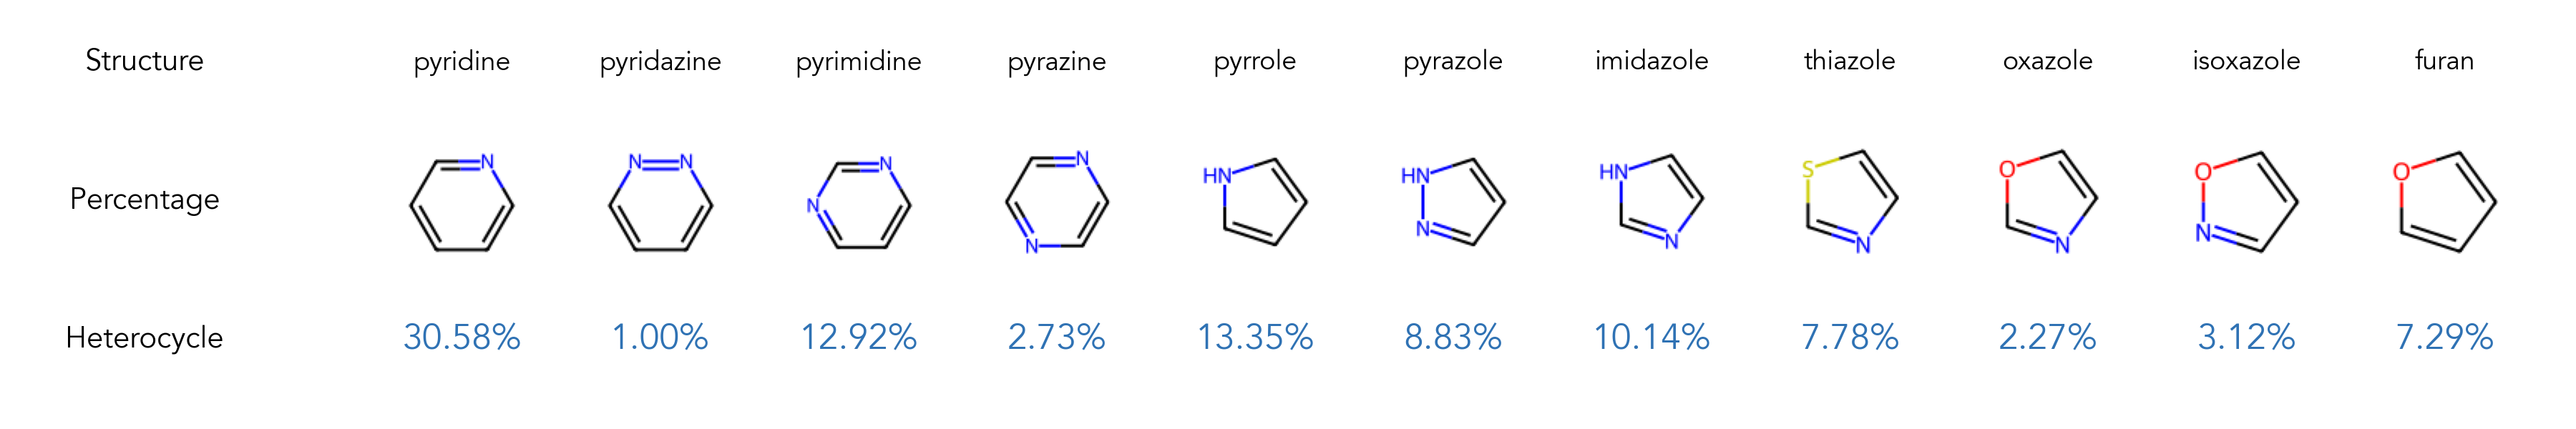 Structure pyridine pyridazine pyrimidine pyrazine pyrrole pyrazole imidazole thiazole oxazole isoxazole furan
Percentage N N N N N N N HN HN N HN N S N O N O N O
Heterocycle 30.58% 1.00% 12.92% 2.73% 13.35% 8.83% 10.14% 7.78% 2.27% 3.12% 7.29%